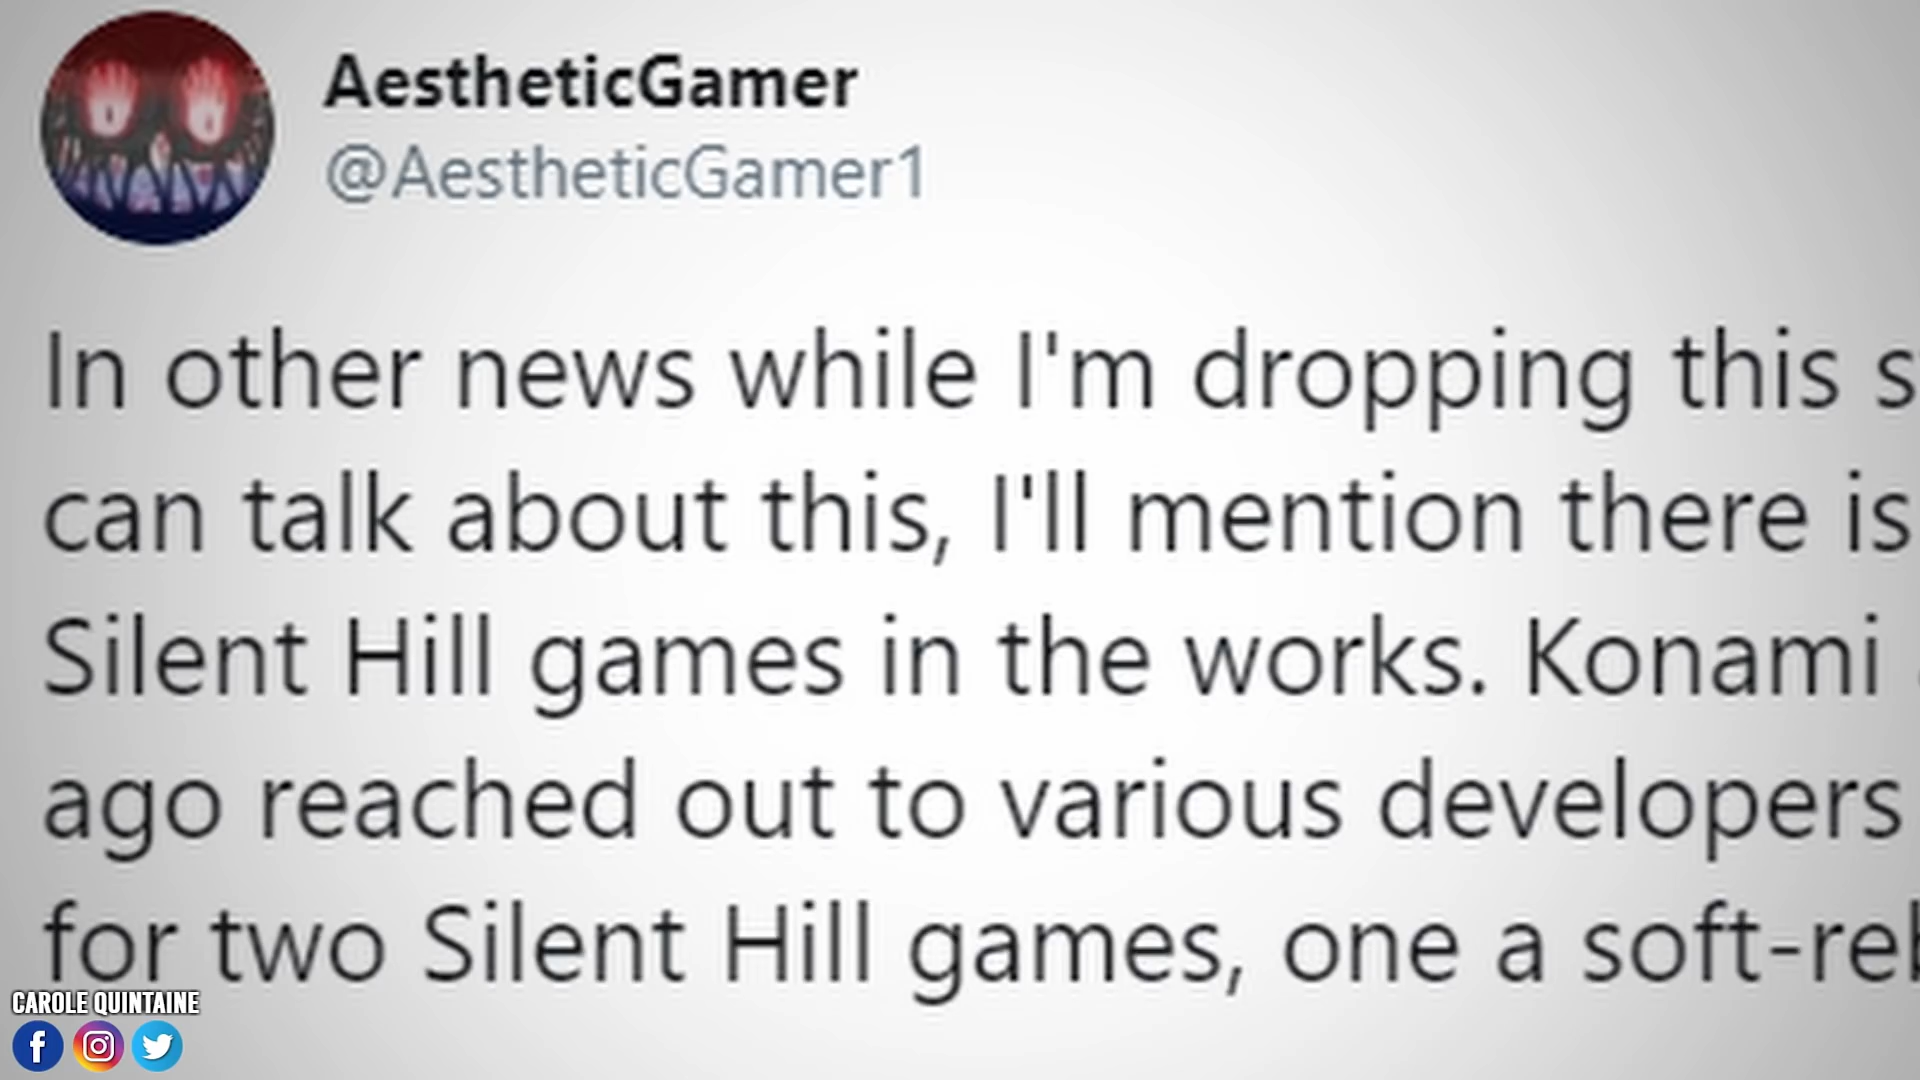 AestheticGamer
@AestheticGamer1
In other news while I'm dropping this
can talk about this, I'll mention there is
Silent Hill games in the works. Konami
ago reached out to various developers
for two Silent Hill games, one a
CAROLE QUINTAINE